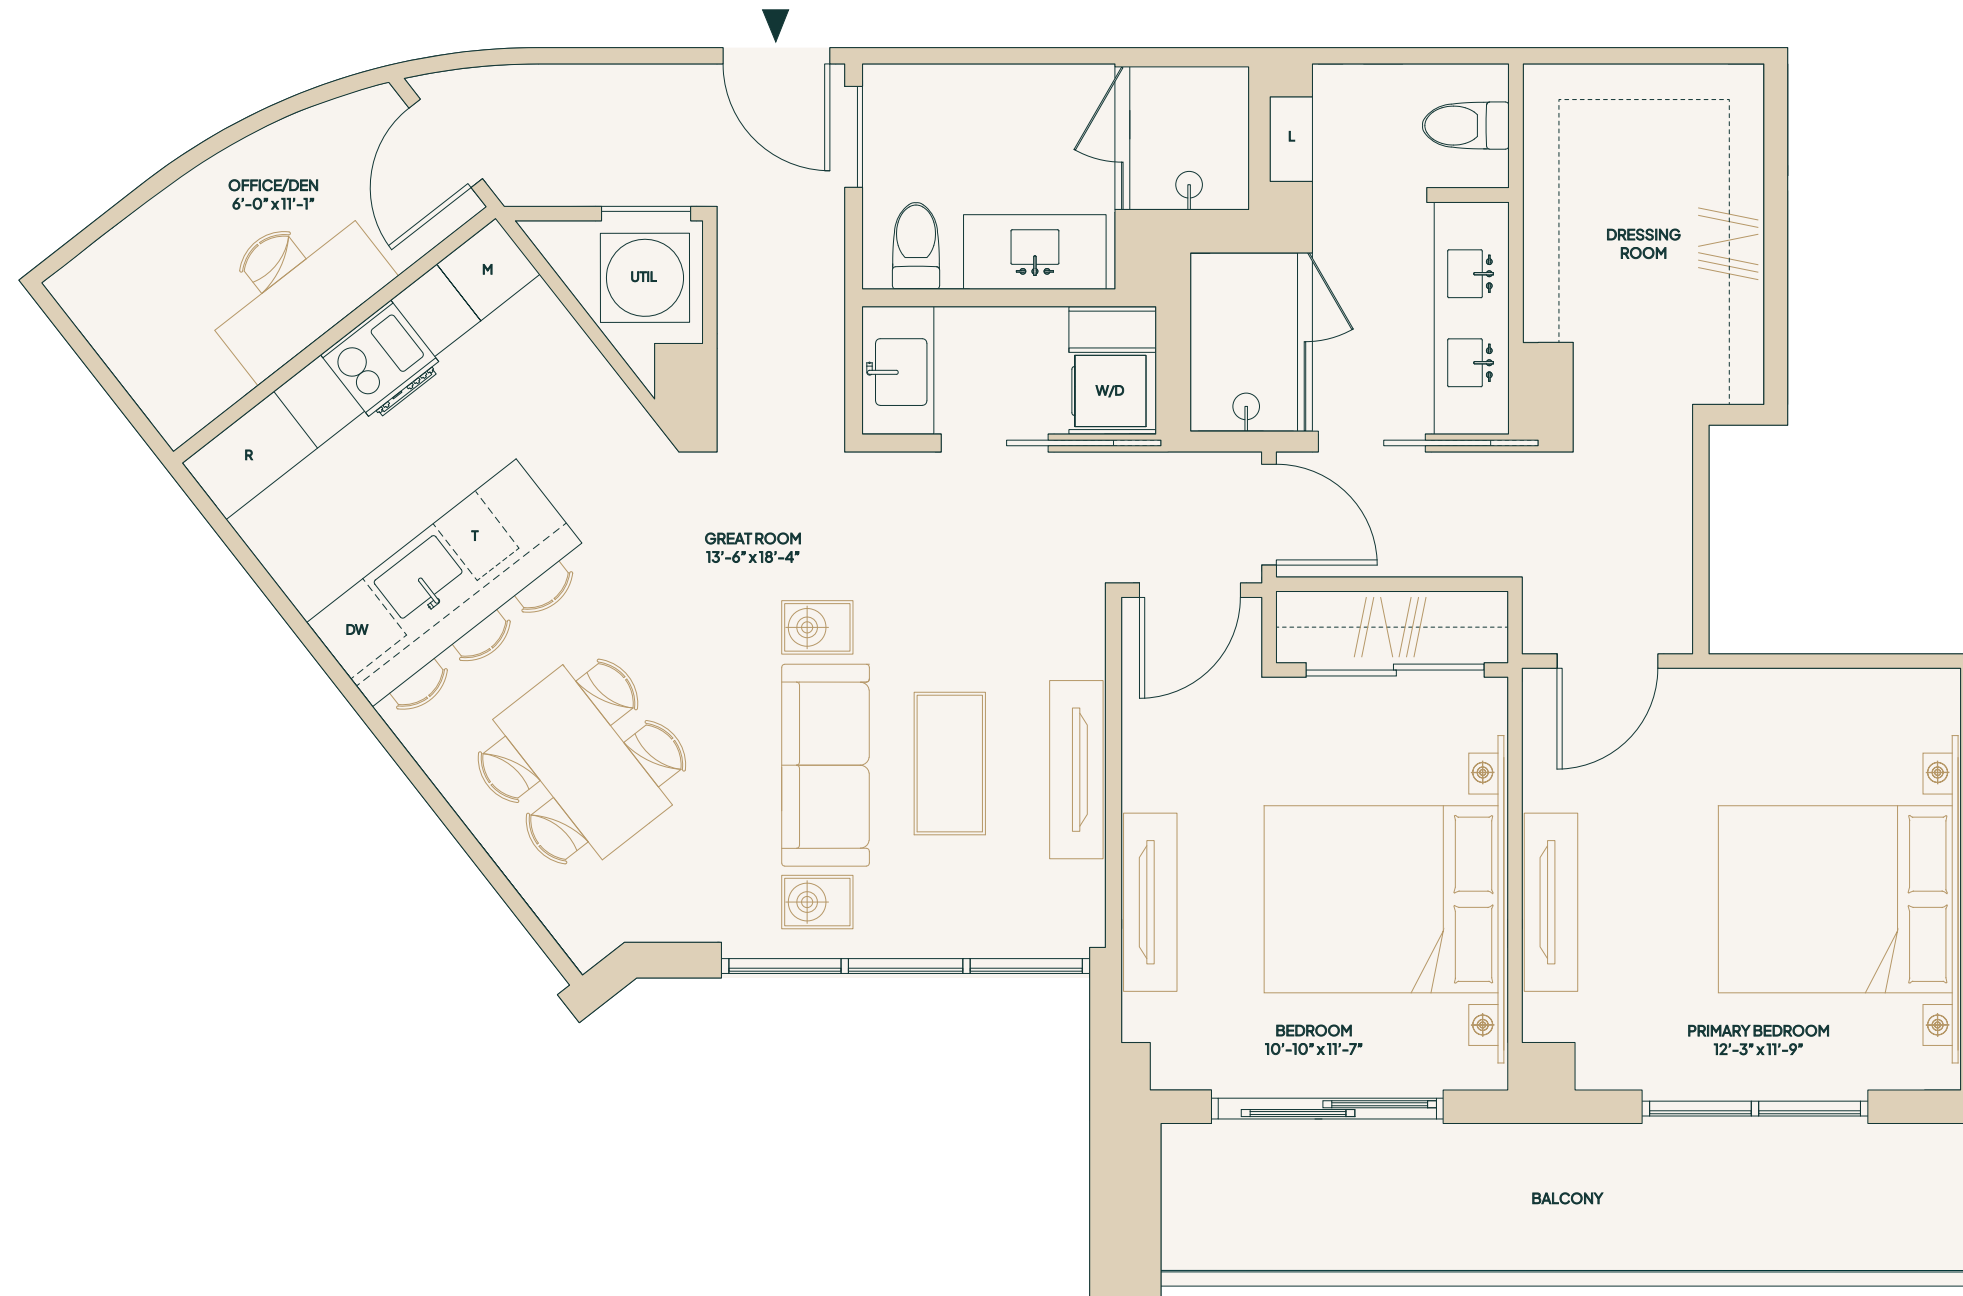 OFFICE/DEN
6'-0" x 11'-1"
L
DRESSING
ROOM
M
UTIL
W/D
R
T
GREAT ROOM
13'-6" x 18'-4"
DW
BEDROOM
10'-10" x 11'-7"
PRIMARY BEDROOM
12'-3" x 11'-9"
BALCONY